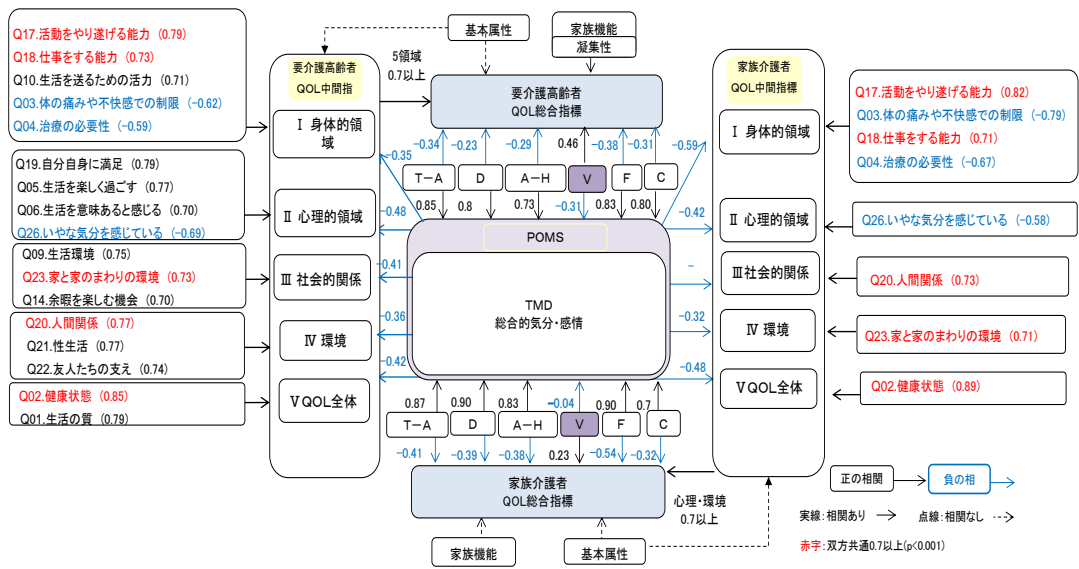 Q17.活動をやり遂げる能力 (0.79)
Q18.仕事をする能力 (0.73)
Q10.生活を送るための活力 (0.71)
Q03.体の痛みや不快感での制限 (-0.62)
Q04.治療の必要性 (-0.59)
Q19.自分自身に満足 (0.79)
Q05.生活を楽しく過ごす (0.77)
Q06.生活を意味あると感じる (0.70)
Q26.いやな気分を感じている (-0.69)
Q09.生活環境 (0.75)
Q23.家と家のまわりの環境 (0.73)
Q14.余暇を楽しむ機会 (0.70)
Q20.人間関係 (0.77)
Q21.性生活 (0.77)
Q22.友人たちの支え (0.74)
Q02.健康状態 (0.85)
Q01.生活の質 (0.79)
要介護高齢者
QOL中間指
Ⅰ 身体的領
域
Ⅱ 心理的領域
Ⅲ 社会的関係
Ⅳ 環境
Ⅴ QOL全体
基本属性
家族機能
凝集性
5領域
0.7以上
要介護高齢者
QOL総合指標
-0.34
-0.23
-0.29
0.46
-0.38
-0.31
-0.59
-0.35
T-A
D
A-H
V
F
C
0.85
0.8
0.73
-0.31
0.83
0.80
-0.48
-0.42
POMS
-0.41
-
TMD
総合的気分・感情
-0.36
-0.32
-0.42
-0.48
0.87
0.90
0.83
-0.04
0.90
0.7
T-A
D
A-H
V
F
C
-0.41
-0.39
-0.38
0.23
-0.54
-0.32
家族介護者
QOL総合指標
心理・環境
0.7以上
家族機能
基本属性
家族介護者
QOL中間指標
Ⅰ 身体的領域
Ⅱ 心理的領域
Ⅲ社会的関係
Ⅳ 環境
Ⅴ QOL全体
Q17.活動をやり遂げる能力 (0.82)
Q03.体の痛みや不快感での制限 (-0.79)
Q18.仕事をする能力 (0.71)
Q04.治療の必要性 (-0.67)
Q26.いやな気分を感じている (-0.58)
Q20.人間関係 (0.73)
Q23.家と家のまわりの環境 (0.71)
Q02.健康状態 (0.89)
正の相関
負の相
実線:相関あり
点線:相関なし
赤字:双方共通0.7以上(p<0.001)